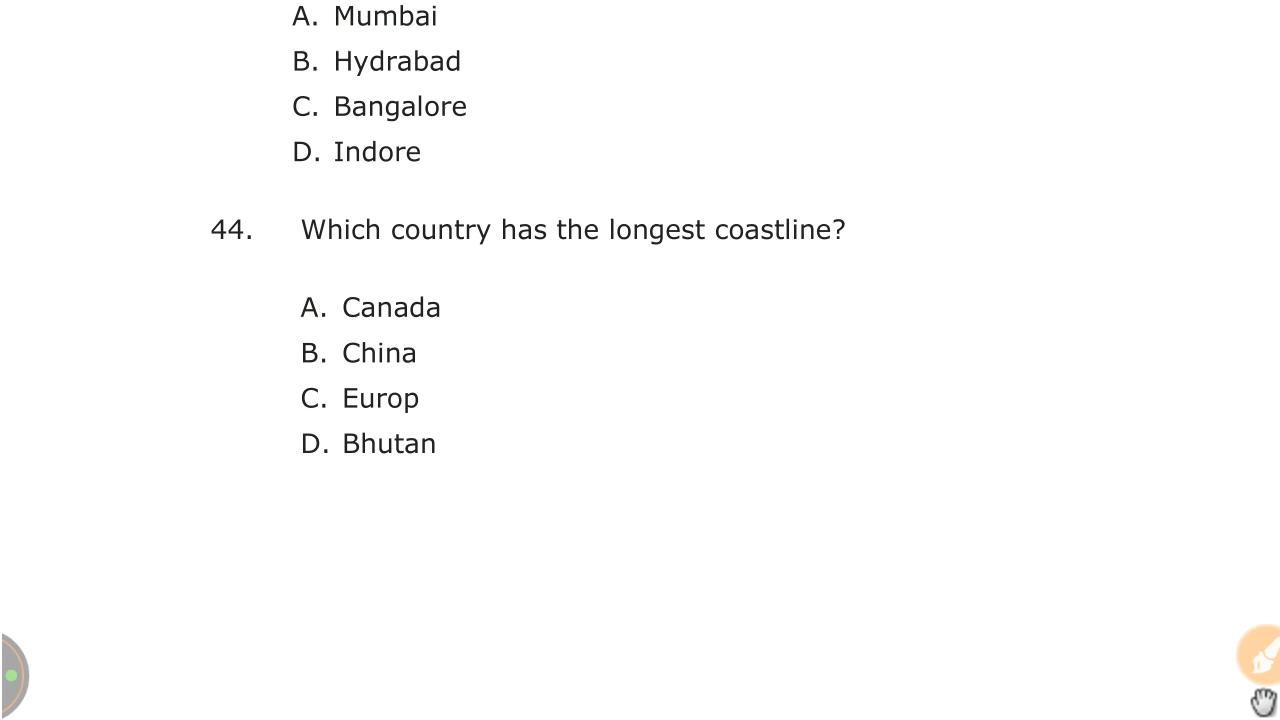 A. Mumbai
B. Hydrabad
C. Bangalore
D. Indore
44. Which country has the longest coastline?
A. Canada
B. China
C. Europ
D. Bhutan